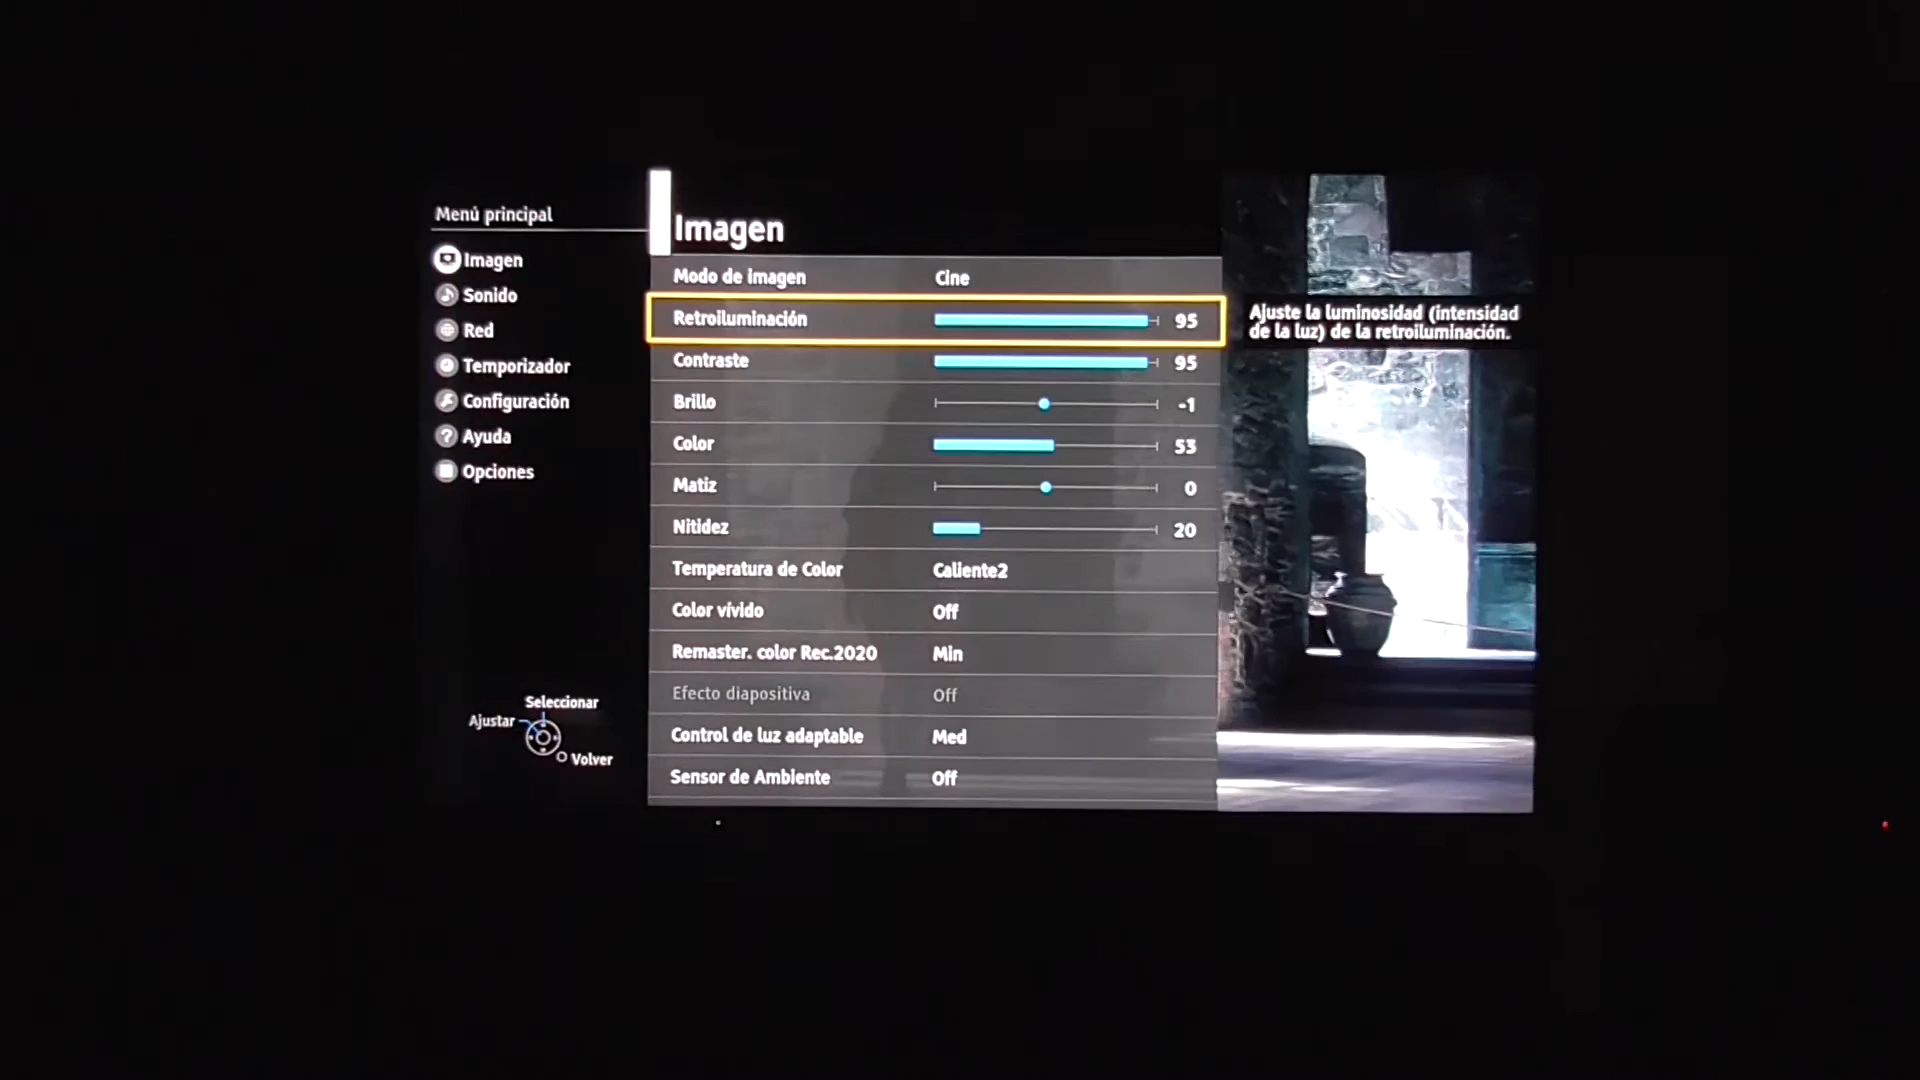 Menú principal
Imagen
Sonido
Red
Temporizador
Configuración
Ayuda
Opciones
Seleccionar
Ajustar
Volver
Imagen
Modo de imagen Cine
Retroiluminación 95
Contraste 95
Brillo -1
Color 53
Matiz 0
Nitidez 20
Temperatura de Color Caliente2
Color vívido Off
Remaster. color Rec.2020 Min
Efecto diapositiva Off
Control de luz adaptable Med
Sensor de Ambiente Off
Ajuste la luminosidad (intensidad
de la luz) de la retroiluminación.